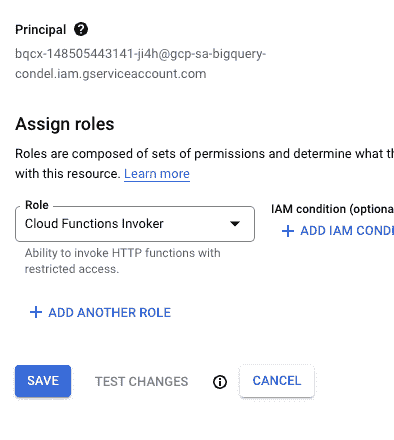 Principal ?
bqcx-148505443141-ji4h@gcp-sa-bigquery-
condel.iam.gserviceaccount.com
Assign roles
Roles are composed of sets of permissions and determine what th
with this resource. Learn more
Role
Cloud Functions Invoker
IAM condition (optiona
+ ADD IAM COND
Ability to invoke HTTP functions with
restricted access.
+ ADD ANOTHER ROLE
SAVE TEST CHANGES CANCEL